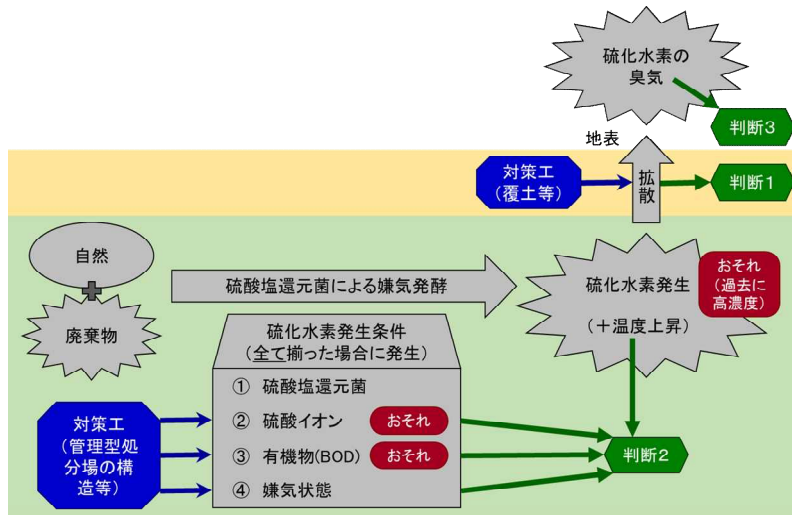 硫化水素の
臭気
判断3
地表
対策工
(覆土等)
拡散
判断1
自然
廃棄物
硫酸塩還元菌による嫌気発酵
硫化水素発生
(+温度上昇)
おそれ
(過去に
高濃度)
硫化水素発生条件
(全て揃った場合に発生)
① 硫酸塩還元菌
② 硫酸イオン
おそれ
③ 有機物(BOD)
おそれ
④ 嫌気状態
対策工
(管理型処
分場の構
造等)
判断2